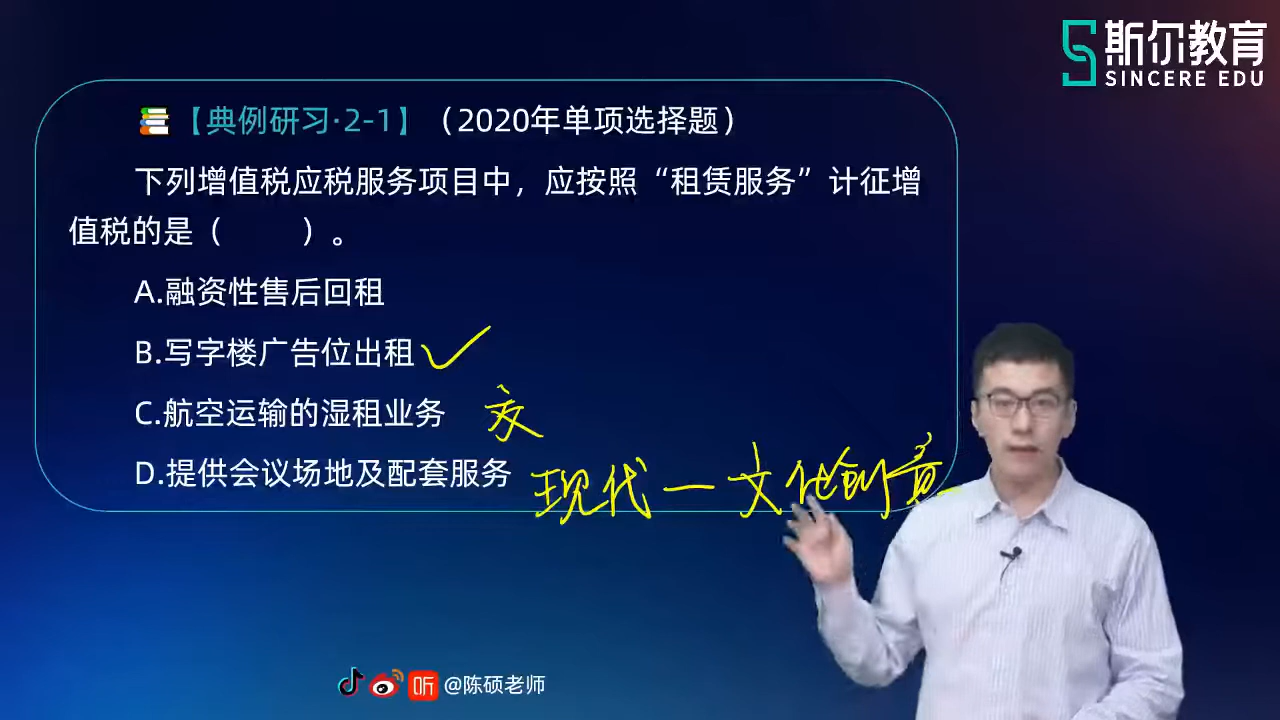 斯尔教育
SINCERE EDU
【典例研习·2-1】（2020年单项选择题）
下列增值税应税服务项目中，应按照“租赁服务”计征增
值税的是（ ）。
A.融资性售后回租
B.写字楼广告位出租
C.航空运输的湿租业务 交
D.提供会议场地及配套服务 现代—文化创意
听 @陈硕老师